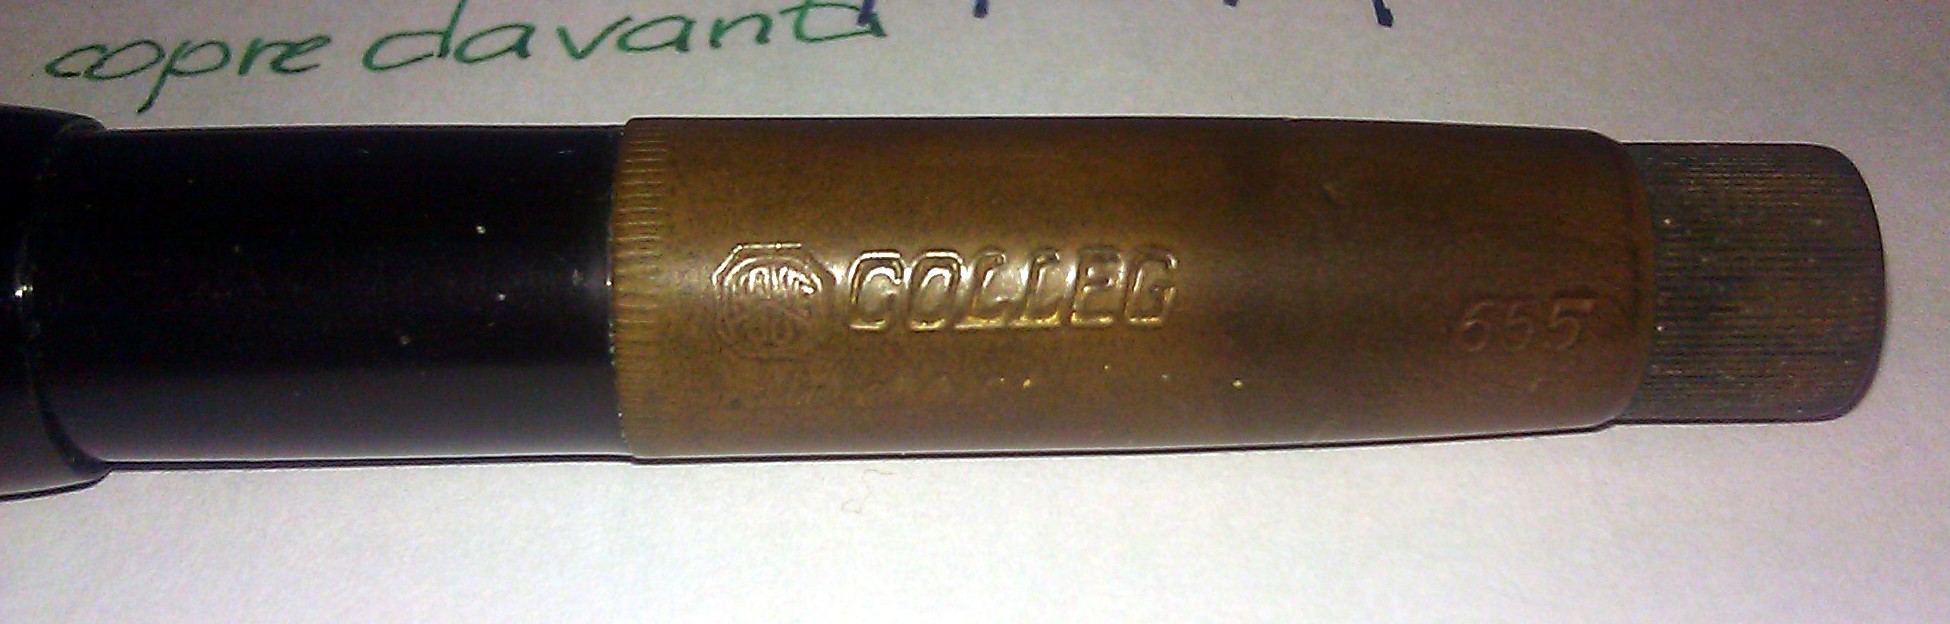 copre davanti
COLLEG
655